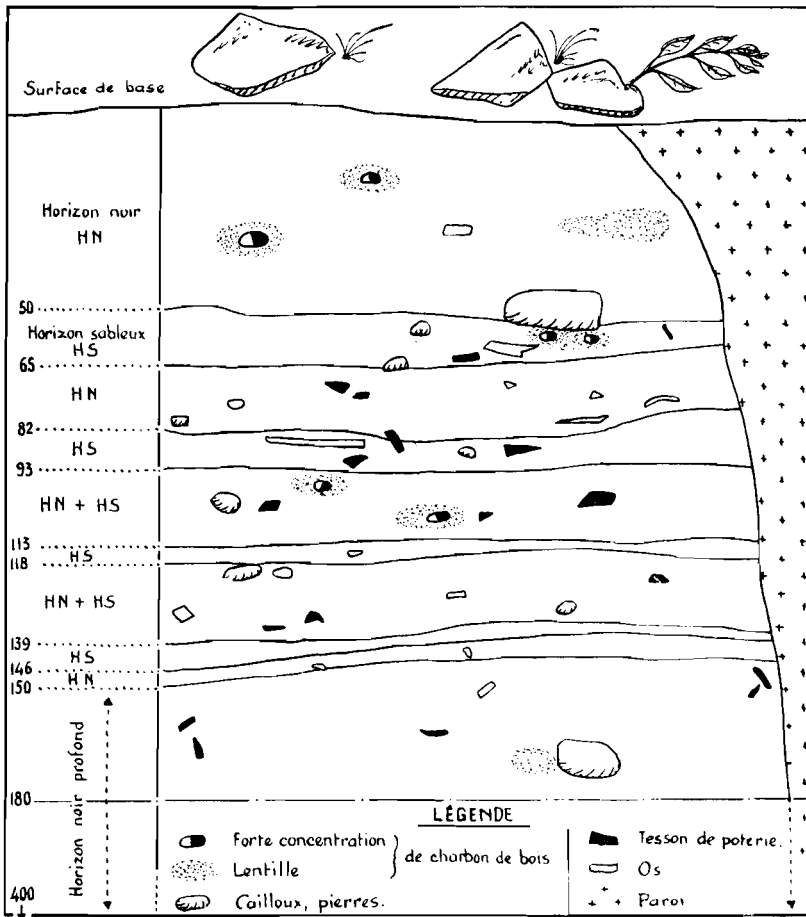 Surface de base
Horizon noir
HN
50
Horizon sableux
HS
65
HN
82
HS
93
HN + HS
113
HS
118
HN + HS
139
HS
146
HN
150
Horizon noir profond
180
400
LÉGENDE
Forte concentration
Lentille
de charbon de bois
Cailloux, pierres.
Tesson de poterie.
Os
Paroi